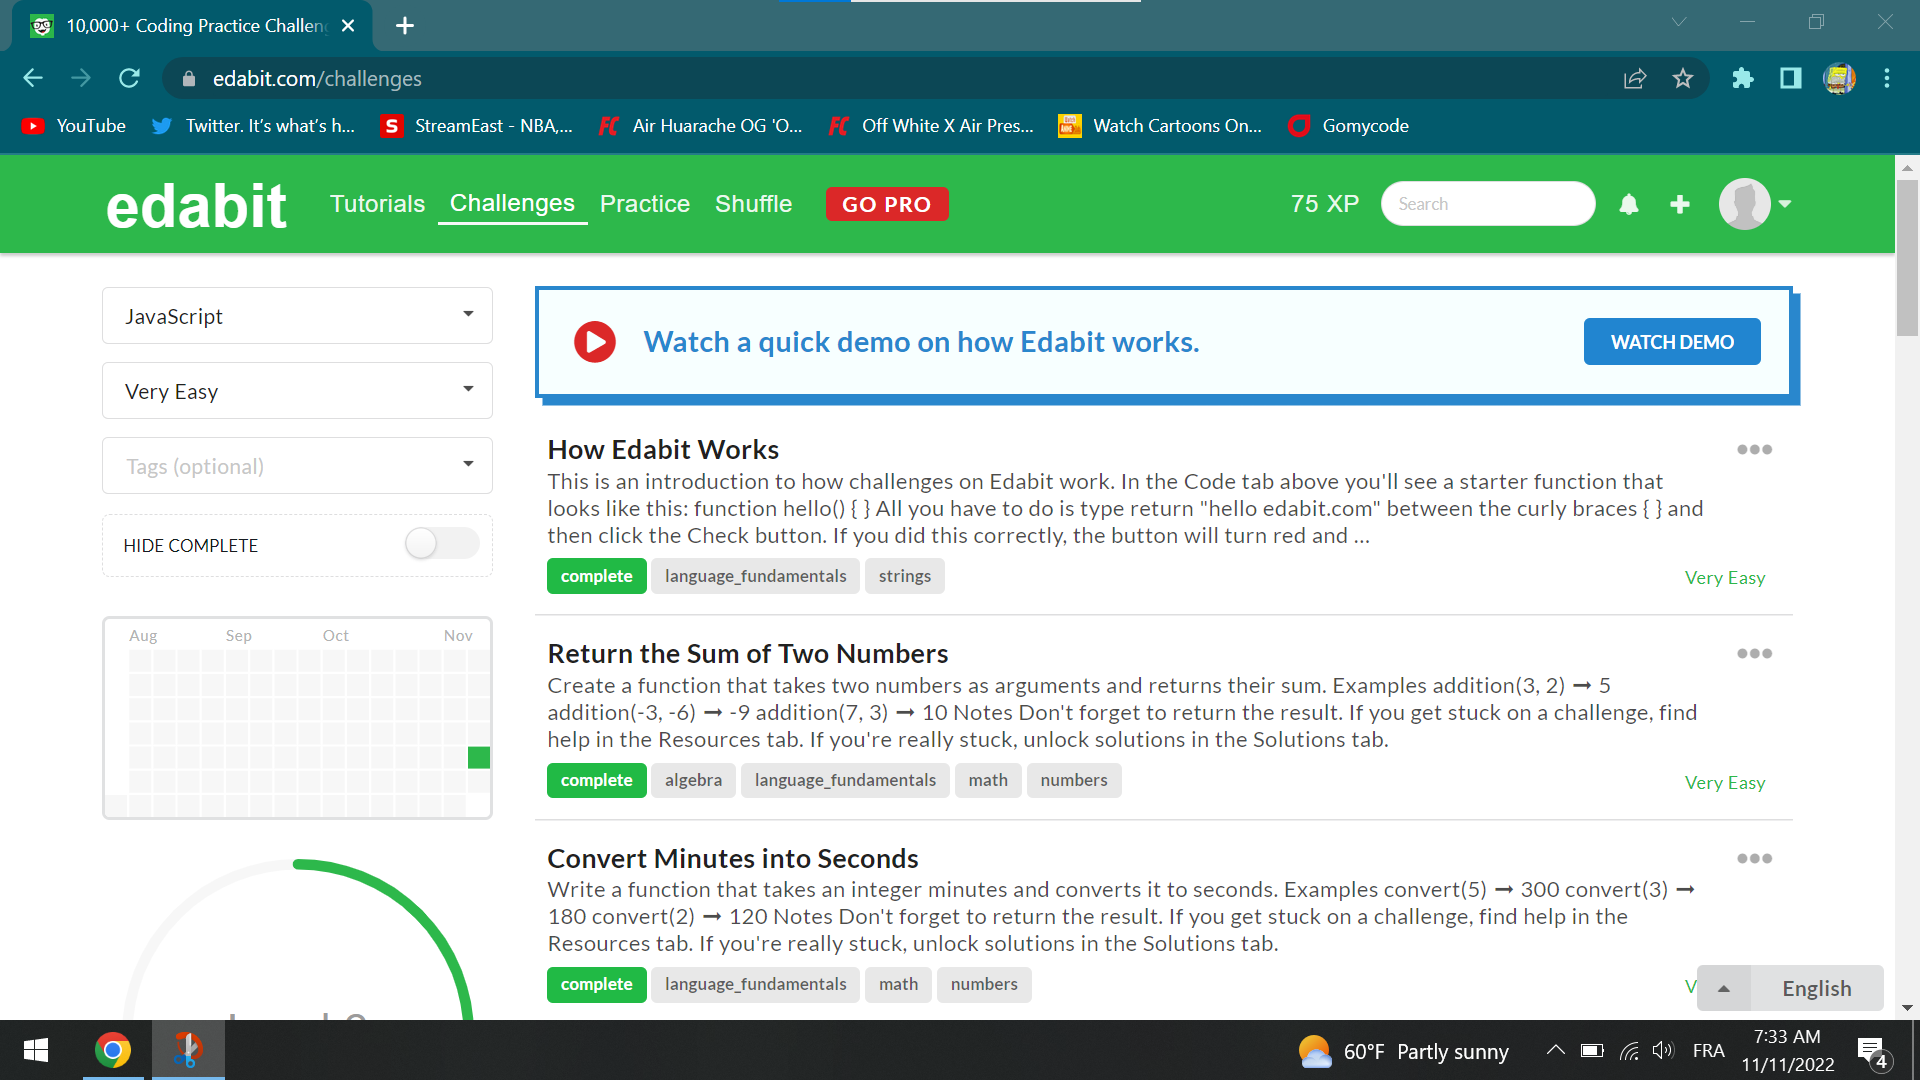 10,000+ Coding Practice Challen
edabit.com/challenges
YouTube
Twitter. It's what's h...
StreamEast - NBA,...
Air Huarache OG 'O...
Off White X Air Pres...
Watch Cartoons On...
Gomycode
edabit
Tutorials
Challenges
Practice
Shuffle
GO PRO
75 XP
Search
JavaScript
Very Easy
Tags (optional)
HIDE COMPLETE
Aug Sep Oct Nov
Watch a quick demo on how Edabit works.
WATCH DEMO
How Edabit Works
This is an introduction to how challenges on Edabit work. In the Code tab above you'll see a starter function that
looks like this: function hello() { } All you have to do is type return "hello edabit.com" between the curly braces { } and
then click the Check button. If you did this correctly, the button will turn red and ...
complete language_fundamentals strings
Very Easy
Return the Sum of Two Numbers
Create a function that takes two numbers as arguments and returns their sum. Examples addition(3, 2) ➞ 5
addition(-3, -6) ➞ -9 addition(7, 3) ➞ 10 Notes Don't forget to return the result. If you get stuck on a challenge, find
help in the Resources tab. If you're really stuck, unlock solutions in the Solutions tab.
complete algebra language_fundamentals math numbers
Very Easy
Convert Minutes into Seconds
Write a function that takes an integer minutes and converts it to seconds. Examples convert(5) ➞ 300 convert(3) ➞
180 convert(2) ➞ 120 Notes Don't forget to return the result. If you get stuck on a challenge, find help in the
Resources tab. If you're really stuck, unlock solutions in the Solutions tab.
complete language_fundamentals math numbers
V
English
60°F Partly sunny
FRA
7:33 AM
11/11/2022
4